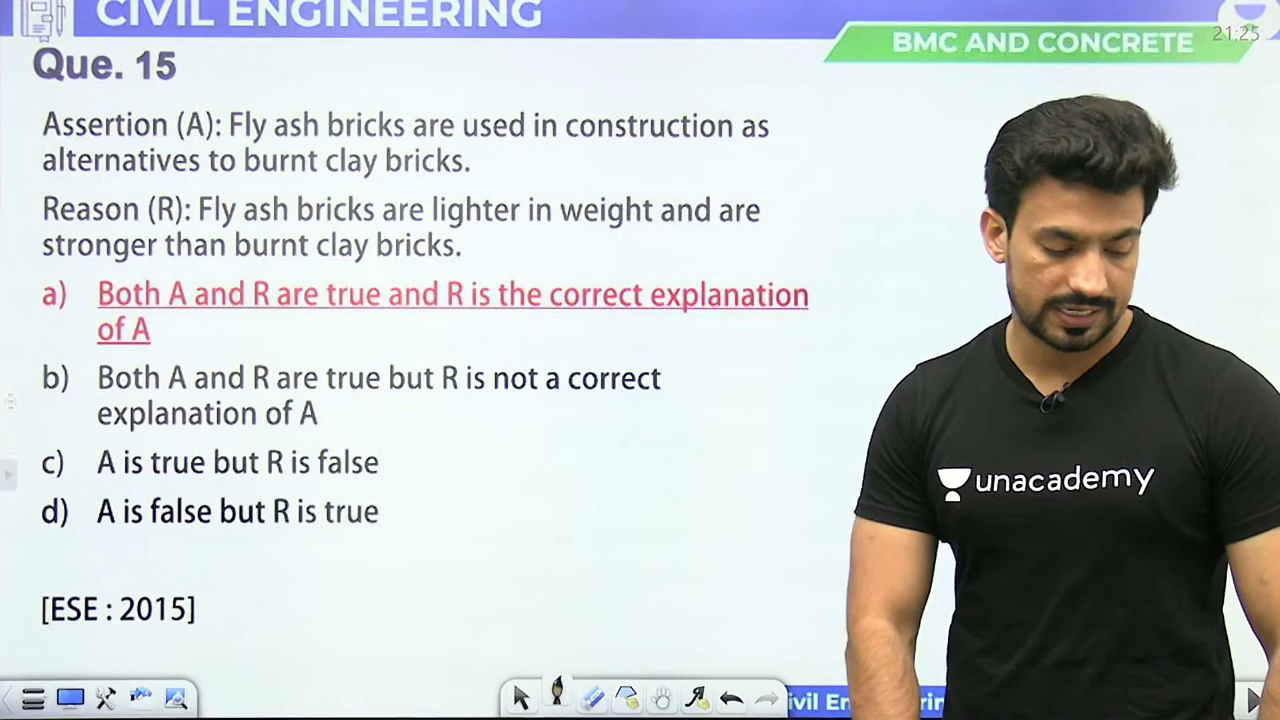 CIVIL ENGINEERING
21:25
BMC AND CONCRETE
Que. 15
Assertion (A): Fly ash bricks are used in construction as
alternatives to burnt clay bricks.
Reason (R): Fly ash bricks are lighter in weight and are
stronger than burnt clay bricks.
a) Both A and R are true and R is the correct explanation
of A
b) Both A and R are true but R is not a correct
explanation of A
c) A is true but R is false
d) A is false but R is true
[ESE : 2015]
unacademy